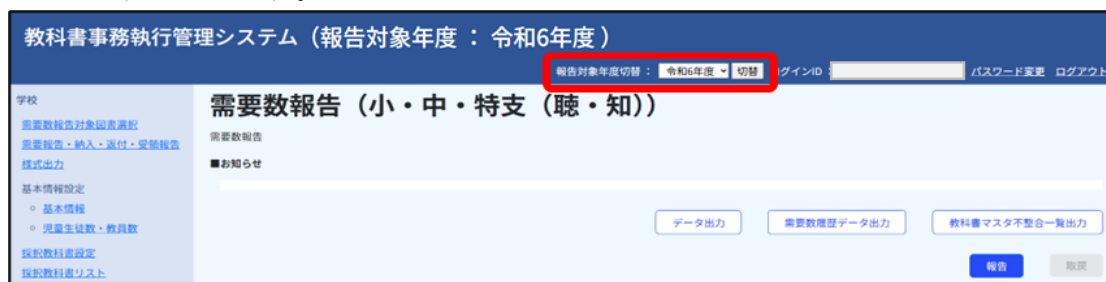 教科書事務執行管理システム（報告対象年度 ： 令和6年度 ）
報告対象年度切替 ： 令和6年度 切替 ログインID : パスワード変更 ログアウト
学校
需要数報告対象図書選択
需要報告・納入・返付・受領報告
様式出力
基本情報設定
基本情報
児童生徒数・教員数
採択教科書設定
採択教科書リスト
需要数報告（小・中・特支（聴・知））
需要数報告
■お知らせ
データ出力 需要数履歴データ出力 教科書マスタ不整合一覧出力
報告 取戻